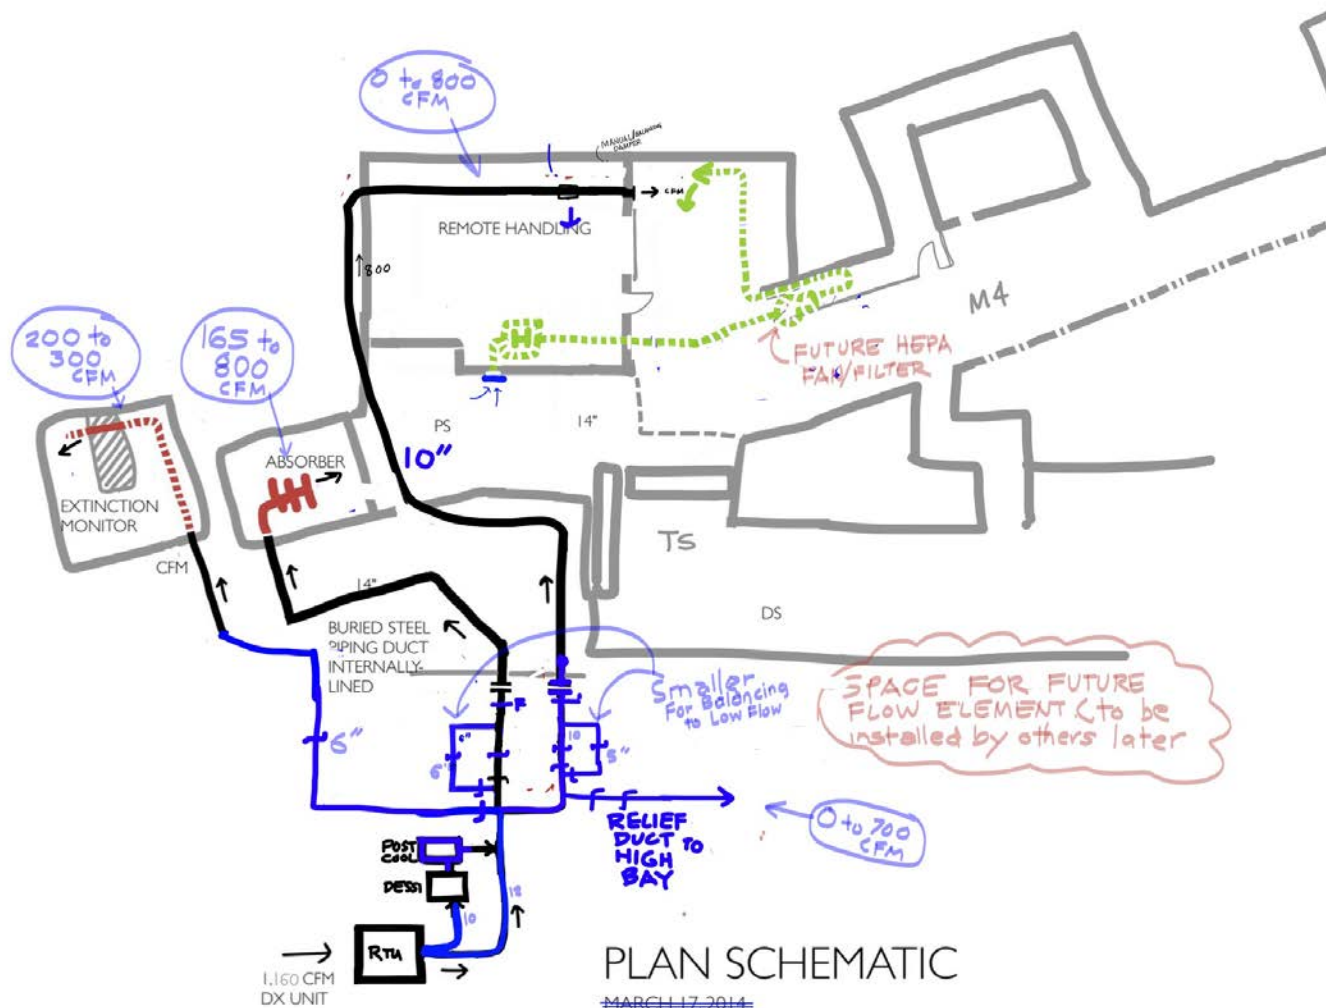 0 to 800
CFM
MANUAL/BALANCING
DAMPER
CFM
REMOTE HANDLING
800
M4
200 to
300
CFM
165 to
800
CFM
FUTURE HEPA
FAN/FILTER
PS
14"
10"
ABSORBER
EXTINCTION
MONITOR
CFM
TS
14"
DS
BURIED STEEL
PIPING DUCT
INTERNALLY-
LINED
Smaller
For Balancing
to Low Flow
SPACE FOR FUTURE
FLOW ELEMENT (to be
installed by others later
F
6"
6"
6"
10
5"
RELIEF
DUCT TO
HIGH
BAY
0 to 700
CFM
POST
COOL
DESSI
18
10
RTU
1,160 CFM
DX UNIT
PLAN SCHEMATIC
MARCH 17 2014